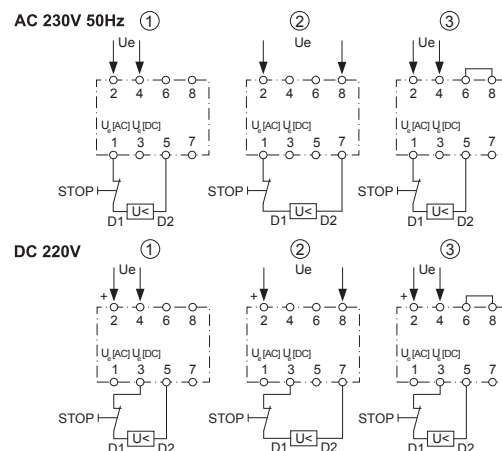 AC 230V 50Hz ① ② ③
Ue Ue Ue
2 4 6 8 2 4 6 8 2 4 6 8
Uₑ[AC] Uₑ[DC] Uₑ[AC] Uₑ[DC] Uₑ[AC] Uₑ[DC]
1 3 5 7 1 3 5 7 1 3 5 7
STOP STOP STOP
D1 U< D2 D1 U< D2 D1 U< D2
DC 220V ① ② ③
Ue Ue Ue
+ + +
2 4 6 8 2 4 6 8 2 4 6 8
Uₑ[AC] Uₑ[DC] Uₑ[AC] Uₑ[DC] Uₑ[AC] Uₑ[DC]
1 3 5 7 1 3 5 7 1 3 5 7
STOP STOP STOP
D1 U< D2 D1 U< D2 D1 U< D2